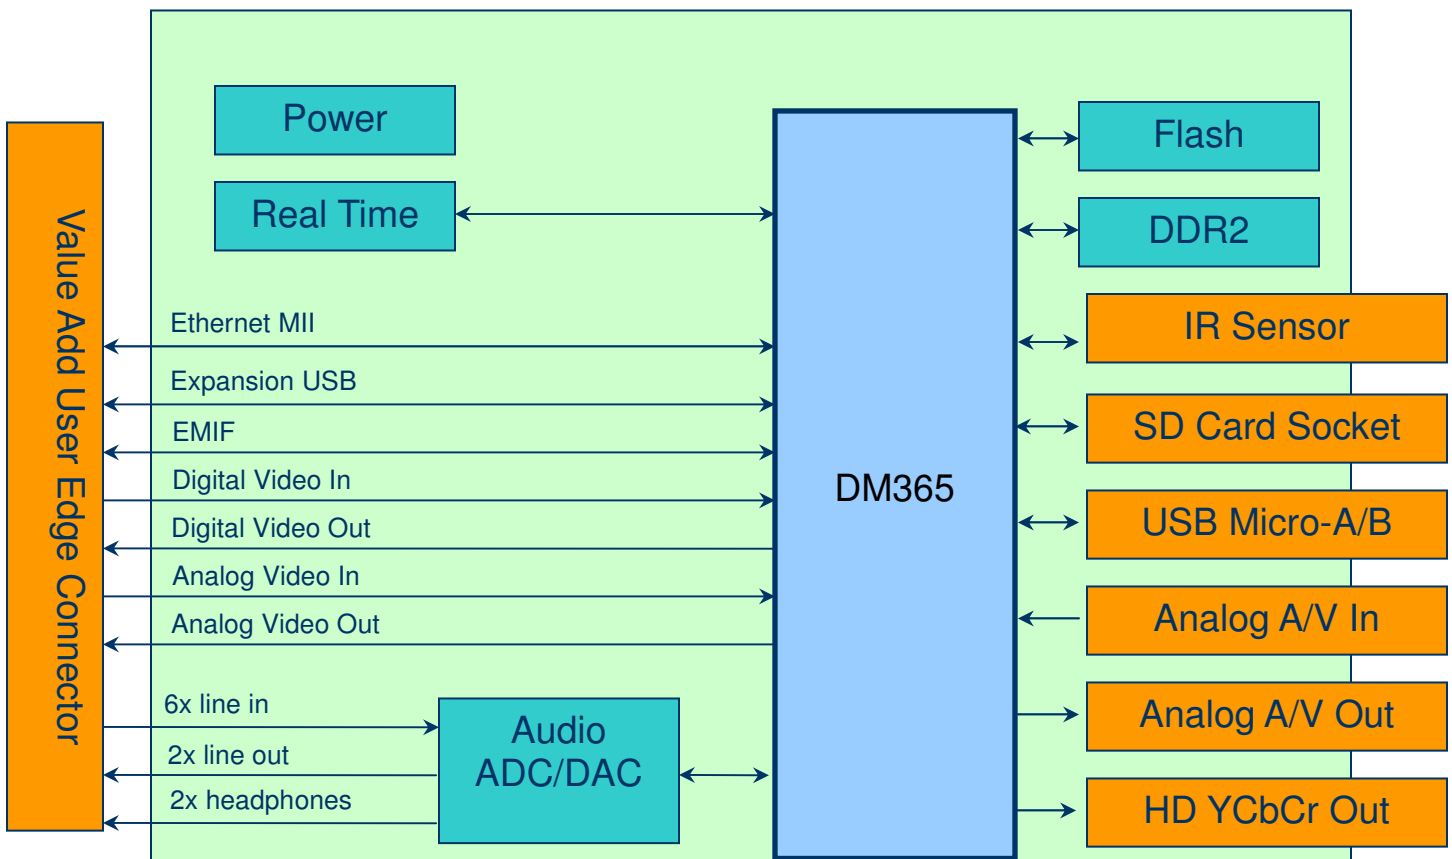 Power
Real Time
Value Add User Edge Connector
Ethernet MII
Expansion USB
EMIF
Digital Video In
Digital Video Out
Analog Video In
Analog Video Out
6x line in
2x line out
2x headphones
Audio
ADC/DAC
DM365
Flash
DDR2
IR Sensor
SD Card Socket
USB Micro-A/B
Analog A/V In
Analog A/V Out
HD YCbCr Out